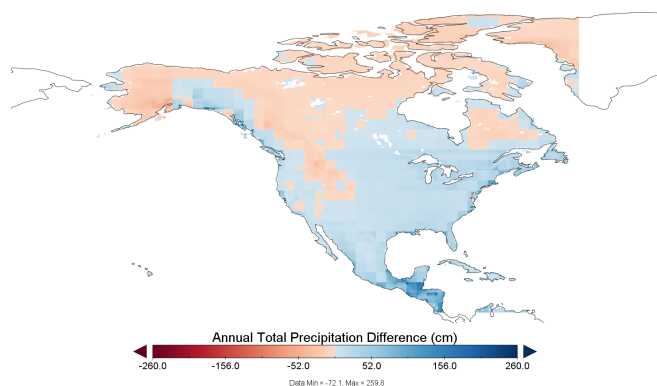 Annual Total Precipitation Difference (cm)
-260.0 -156.0 -52.0 52.0 156.0 260.0
Data Min = -72.1, Max = 259.8